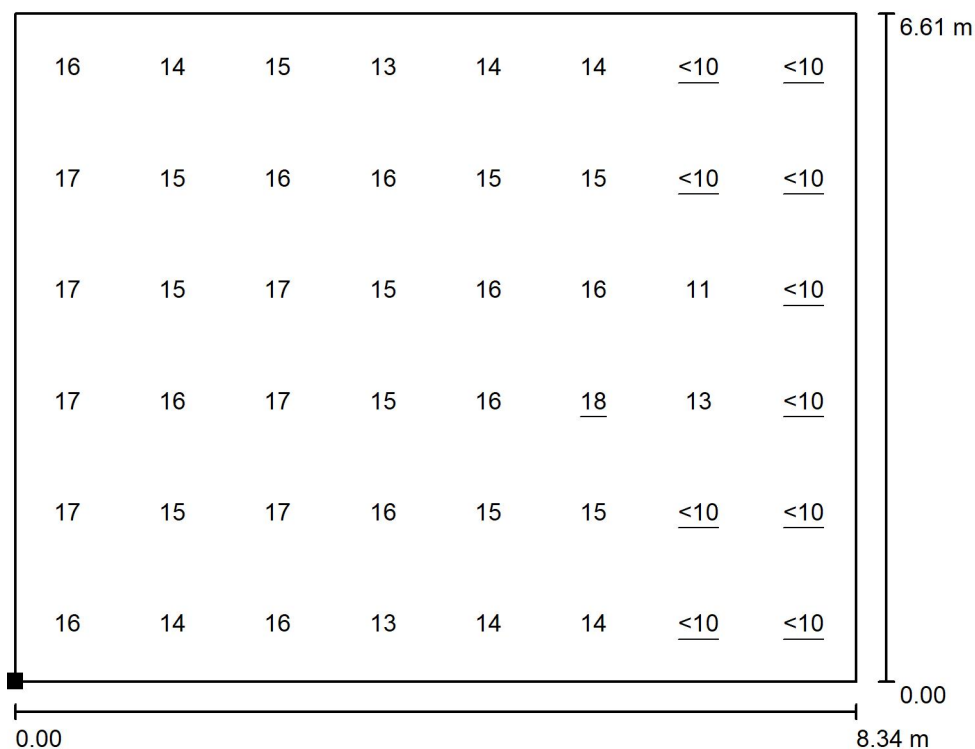 6.61 m
16 14 15 13 14 14 <10 <10
17 15 16 16 15 15 <10 <10
17 15 17 15 16 16 11 <10
17 16 17 15 16 18 13 <10
17 15 17 16 15 15 <10 <10
16 14 16 13 14 14 <10 <10
0.00
0.00 8.34 m